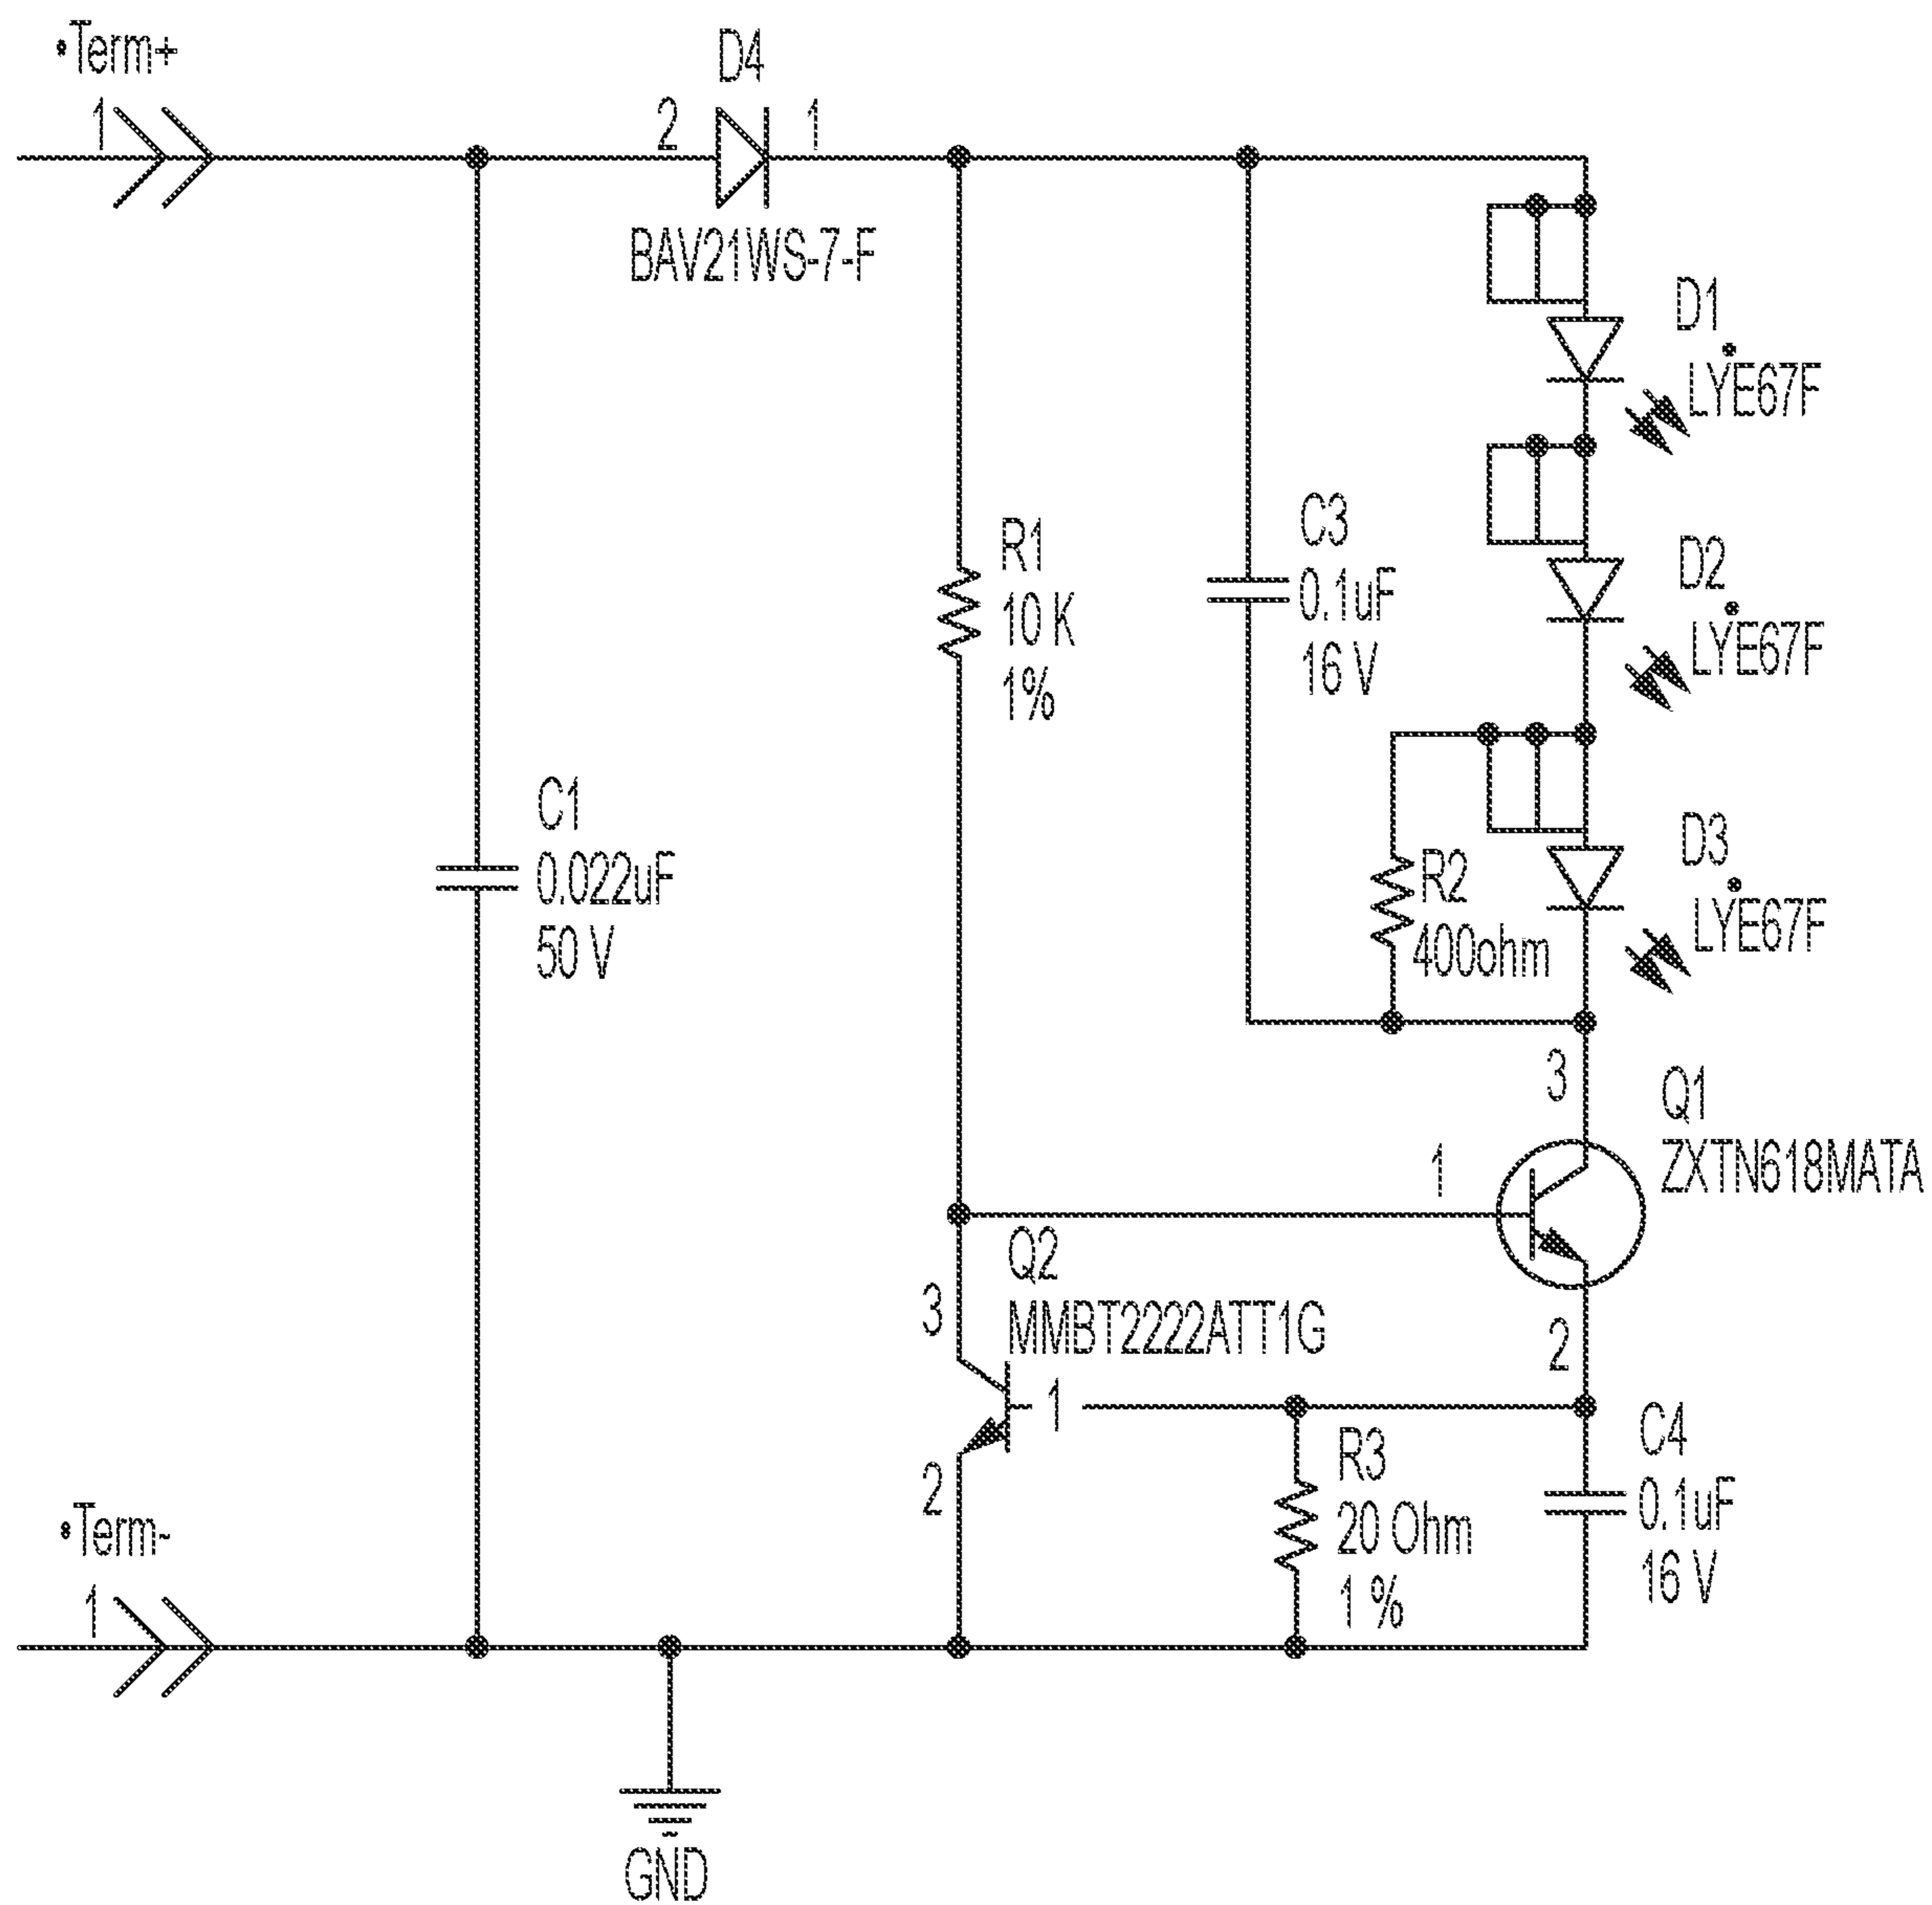 •Term+
1
D4
2
1
BAV21WS-7-F
D1
LYE67F
R1
10 K
1%
C3
0.1uF
16 V
D2
LYE67F
C1
0.022uF
50 V
R2
400ohm
D3
LYE67F
3
Q1
ZXTN618MATA
1
Q2
MMBT2222ATT1G
3
2
1
2
R3
20 Ohm
1 %
C4
0.1uF
16 V
•Term-
1
GND